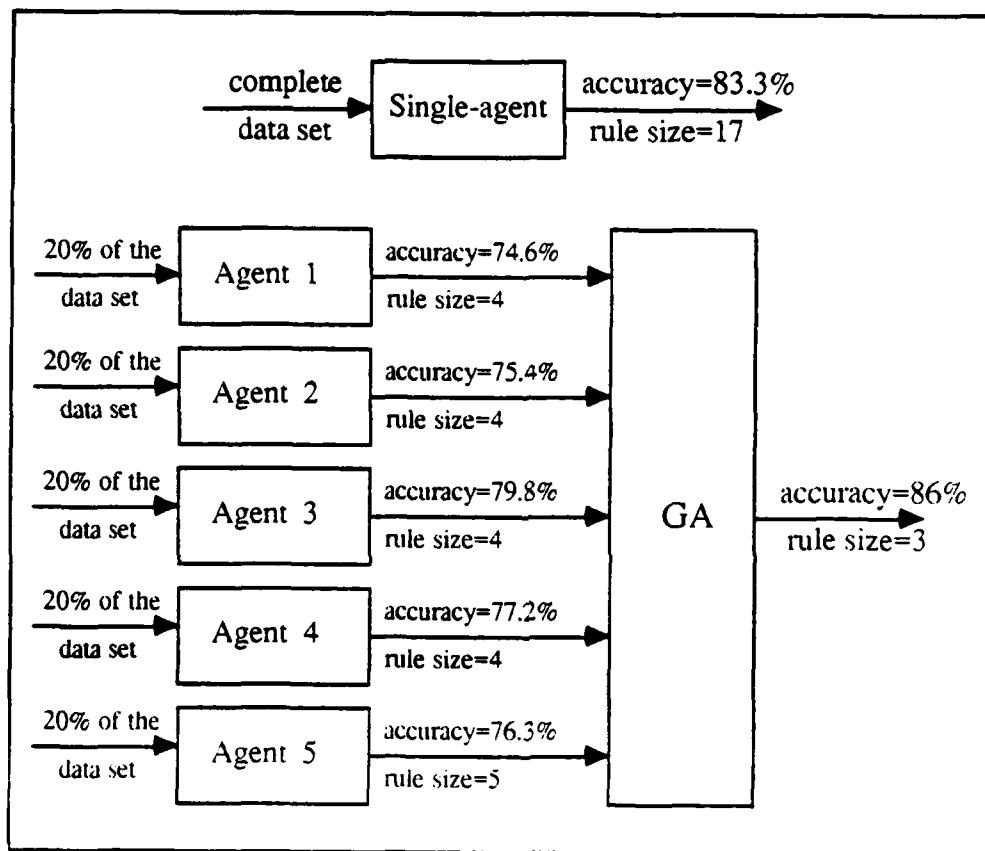 complete
data set
Single-agent
accuracy=83.3%
rule size=17
20% of the
data set
Agent 1
accuracy=74.6%
rule size=4
20% of the
data set
Agent 2
accuracy=75.4%
rule size=4
20% of the
data set
Agent 3
accuracy=79.8%
rule size=4
20% of the
data set
Agent 4
accuracy=77.2%
rule size=4
20% of the
data set
Agent 5
accuracy=76.3%
rule size=5
GA
accuracy=86%
rule size=3